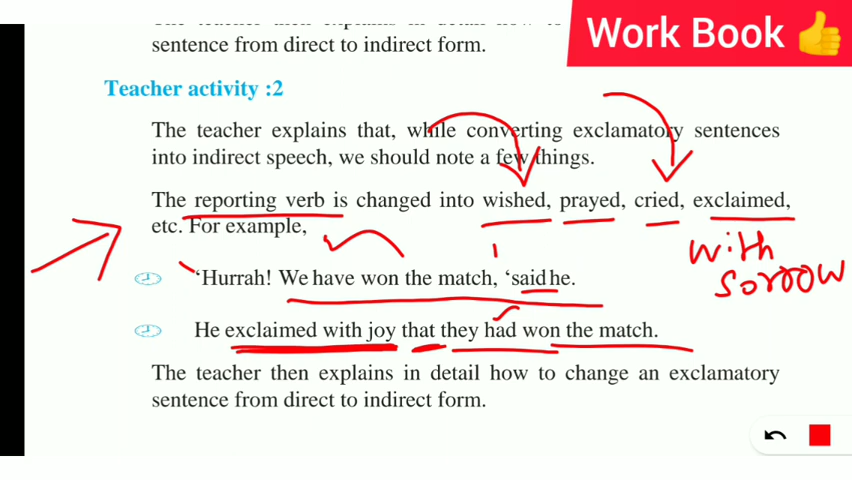 Work Book
sentence from direct to indirect form.
Teacher activity :2
The teacher explains that, while converting exclamatory sentences
into indirect speech, we should note a few things.
The reporting verb is changed into wished, prayed, cried, exclaimed,
etc. For example,
with
sorrow
‘Hurrah! We have won the match, ‘said he.
He exclaimed with joy that they had won the match.
The teacher then explains in detail how to change an exclamatory
sentence from direct to indirect form.